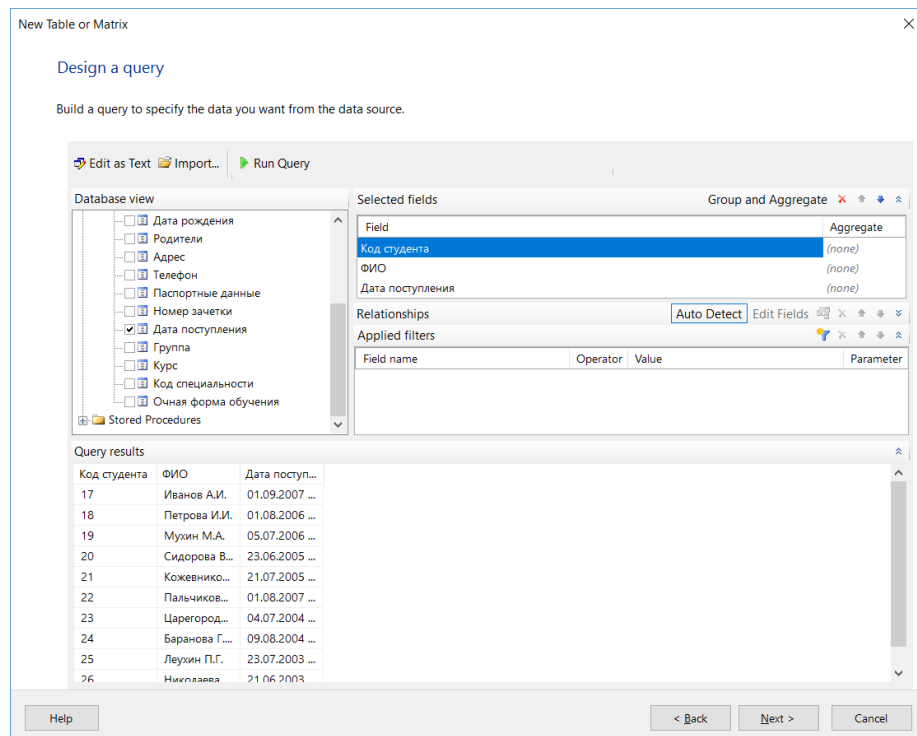 New Table or Matrix
Design a query
Build a query to specify the data you want from the data source.
Edit as Text Import... Run Query
Database view
Дата рождения
Родители
Адрес
Телефон
Паспортные данные
Номер зачетки
Дата поступления
Группа
Курс
Код специальности
Очная форма обучения
Stored Procedures
Selected fields Group and Aggregate
Field Aggregate
Код студента (none)
ФИО (none)
Дата поступления (none)
Relationships Auto Detect Edit Fields
Applied filters
Field name Operator Value Parameter
Query results
Код студента ФИО Дата поступ...
17 Иванов А.И. 01.09.2007 ...
18 Петрова И.И. 01.08.2006 ...
19 Мухин М.А. 05.07.2006 ...
20 Сидорова В... 23.06.2005 ...
21 Кожевнико... 21.07.2005 ...
22 Пальчиков... 01.08.2007 ...
23 Царегород... 04.07.2004 ...
24 Баранова Г.... 09.08.2004 ...
25 Леухин П.Г. 23.07.2003 ...
26 Николаева 21.06.2003
Help < Back Next > Cancel